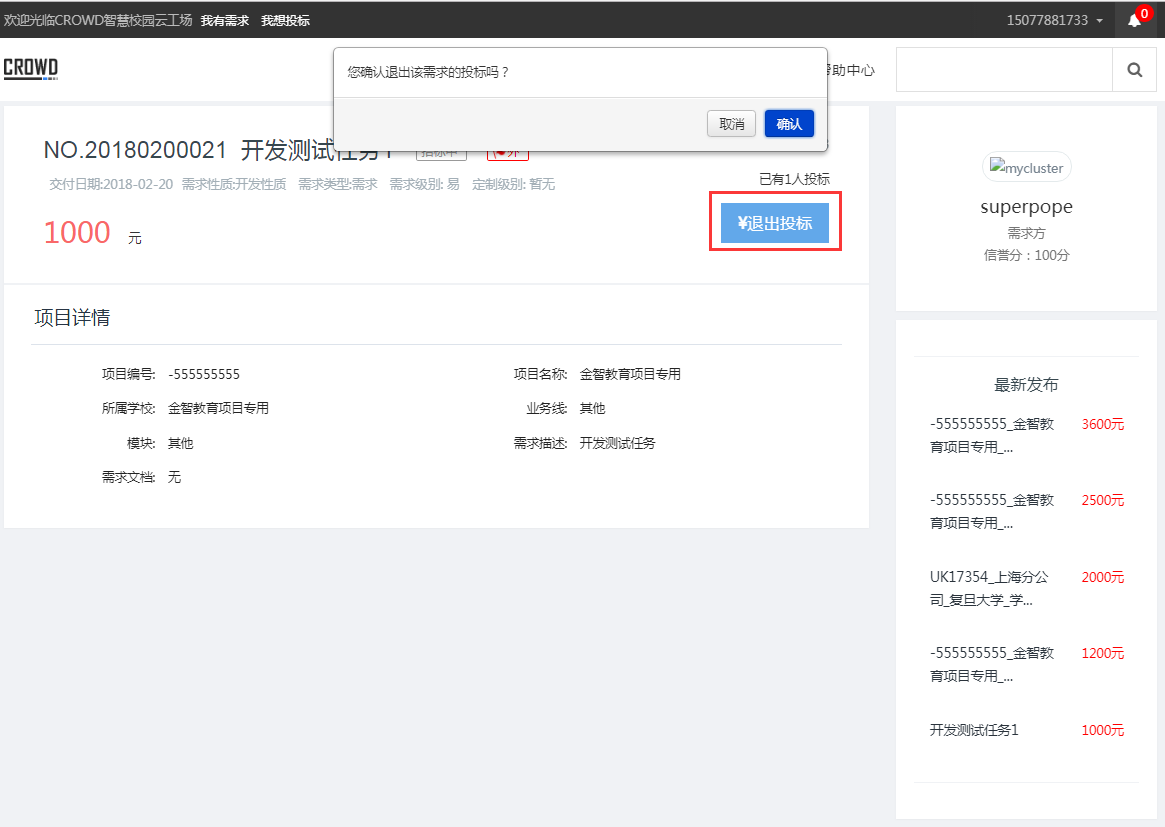 欢迎光临CROWD智慧校园云工场 我有需求 我想投标 15077881733 0
CROWD
您确认退出该需求的投标吗？
助中心
取消 确认
NO.20180200021 开发测试任务1 招标中
交付日期:2018-02-20 需求性质:开发性质 需求类型:需求 需求级别: 易 定制级别: 暂无
已有1人投标
1000 元
¥退出投标
项目详情
项目编号: -555555555 项目名称: 金智教育项目专用
所属学校: 金智教育项目专用 业务线: 其他
模块: 其他 需求描述: 开发测试任务
需求文档: 无
mycluster
superpope
需求方
信誉分：100分
最新发布
-555555555_金智教 3600元
育项目专用_...
-555555555_金智教 2500元
育项目专用_...
UK17354_上海分公 2000元
司_复旦大学_学...
-555555555_金智教 1200元
育项目专用_...
开发测试任务1 1000元